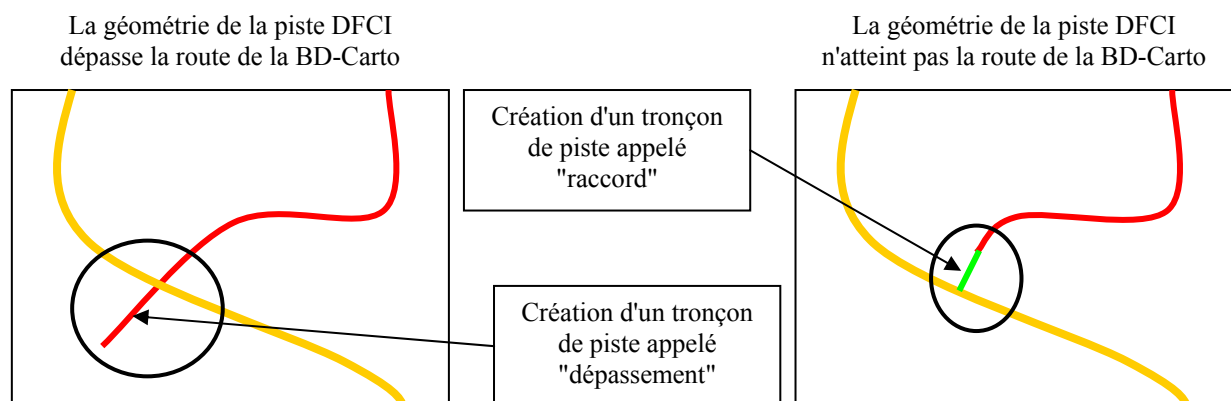 La géométrie de la piste DFCI
dépasse la route de la BD-Carto
La géométrie de la piste DFCI
n'atteint pas la route de la BD-Carto
Création d'un tronçon
de piste appelé
"raccord"
Création d'un tronçon
de piste appelé
"dépassement"